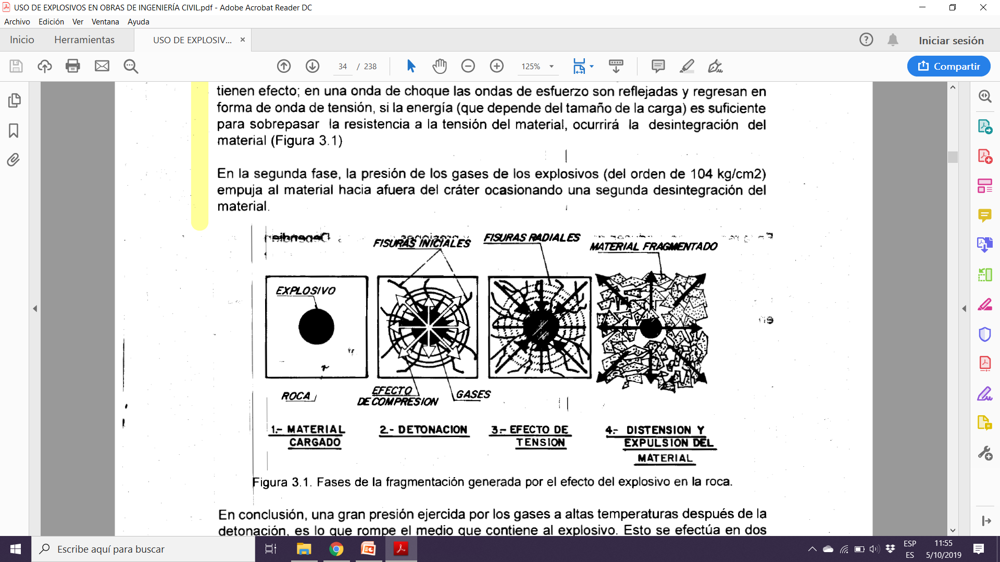 USO DE EXPLOSIVOS EN OBRAS DE INGENIERÍA CIVIL.pdf - Adobe Acrobat Reader DC
Archivo Edición Ver Ventana Ayuda
Inicio Herramientas USO DE EXPLOSIV... × Iniciar sesión
34 / 238 125% Compartir
tienen efecto; en una onda de choque las ondas de esfuerzo son reflejadas y regresan en
forma de onda de tensión, si la energía (que depende del tamaño de la carga) es suficiente
para sobrepasar la resistencia a la tensión del material, ocurrirá la desintegración del
material (Figura 3.1)
En la segunda fase, la presión de los gases de los explosivos (del orden de 104 kg/cm2)
empuja al material hacia afuera del cráter ocasionando una segunda desintegración del
material.
FISURAS INICIALES
FISURAS RADIALES
MATERIAL FRAGMENTADO
EXPLOSIVO
ROCA
EFECTO
DE COMPRESION
GASES
1.- MATERIAL
CARGADO
2.- DETONACION
3.- EFECTO DE
TENSION
4.- DISTENSION Y
EXPULSION DEL
MATERIAL
Figura 3.1. Fases de la fragmentación generada por el efecto del explosivo en la roca.
En conclusión, una gran presión ejercida por los gases a altas temperaturas después de la
detonación, es lo que rompe el medio que contiene al explosivo. Esto se efectúa en dos
Escribe aquí para buscar
ESP
ES
11:55
5/10/2019